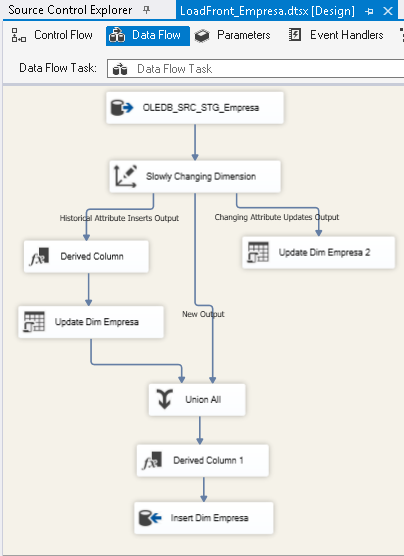 Source Control Explorer
LoadFront_Empresa.dtsx [Design]
Control Flow
Data Flow
Parameters
Event Handlers
Data Flow Task:
Data Flow Task
OLEDB_SRC_STG_Empresa
Slowly Changing Dimension
Historical Attribute Inserts Output
Changing Attribute Updates Output
Derived Column
Update Dim Empresa 2
Update Dim Empresa
New Output
Union All
Derived Column 1
Insert Dim Empresa